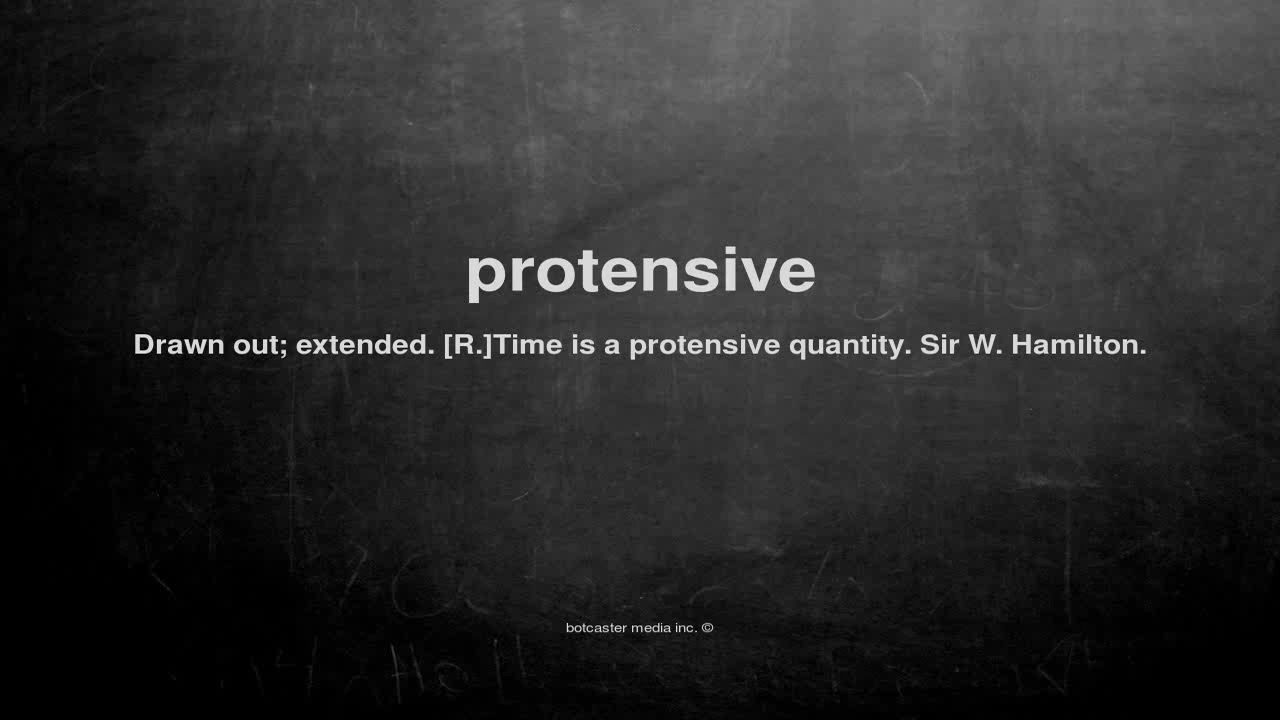 protensive
Drawn out; extended. [R.]Time is a protensive quantity. Sir W. Hamilton.
botcaster media inc. ©